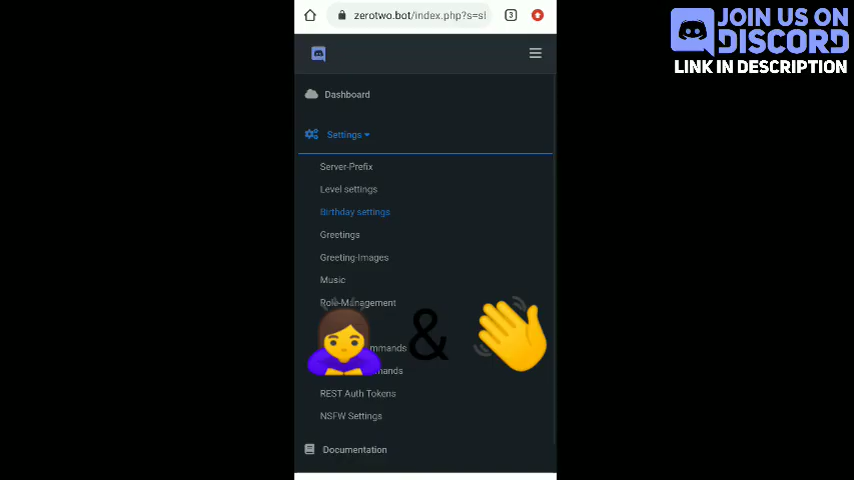 zerotwo.bot/index.php?s=sl
3
JOIN US ON
DISCORD
LINK IN DESCRIPTION
Dashboard
Settings
Server-Prefix
Level settings
Birthday settings
Greetings
Greeting-Images
Music
Role-Management
&
REST Auth Tokens
NSFW Settings
Documentation